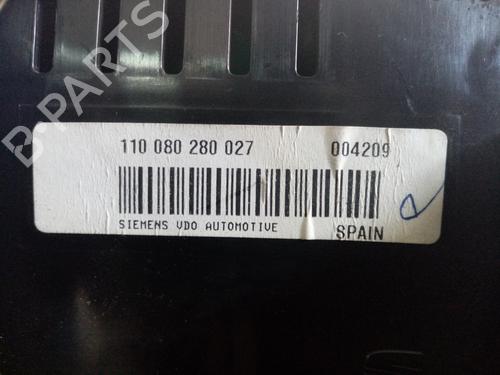 B-PARTS
110 080 280 027 004209
SIEMENS VDO AUTOMOTIVE SPAIN